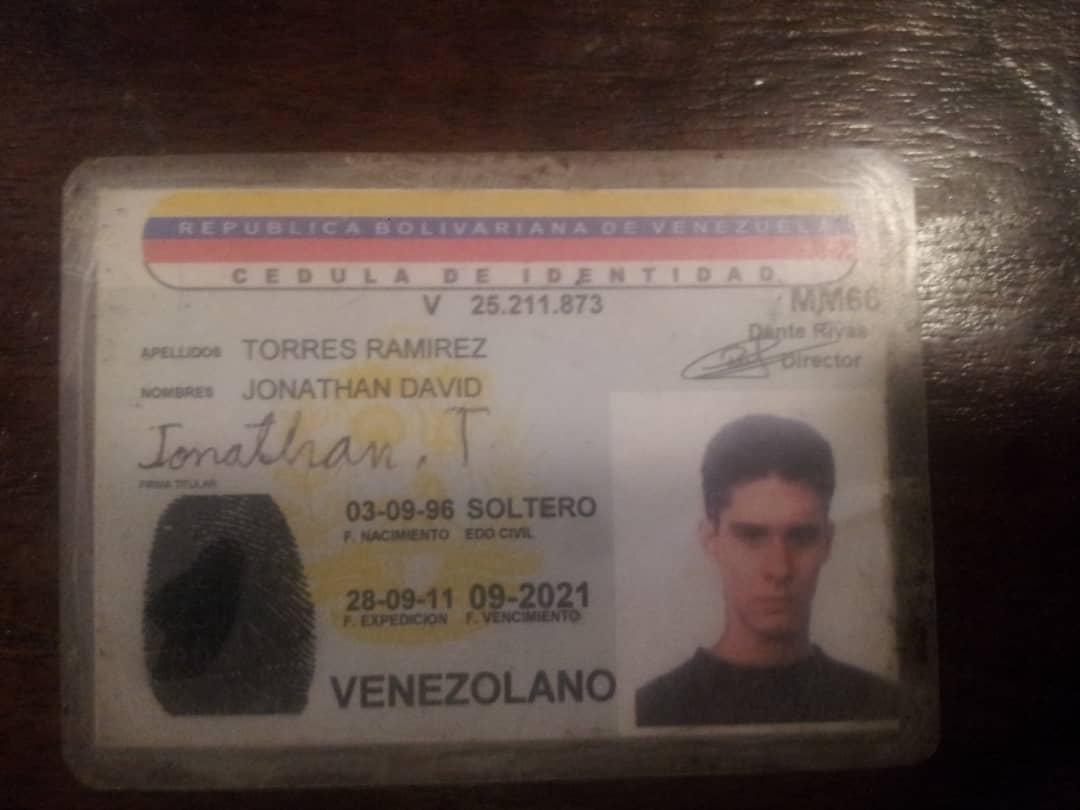 REPUBLICA BOLIVARIANA DE VENEZUELA
CEDULA DE IDENTIDAD
V 25.211.873
MM66
Dante Rivas
Director
APELLIDOS TORRES RAMIREZ
NOMBRES JONATHAN DAVID
Jonathan. T
FIRMA TITULAR
03-09-96 SOLTERO
F. NACIMIENTO EDO CIVIL
28-09-11 09-2021
F. EXPEDICION F. VENCIMIENTO
VENEZOLANO